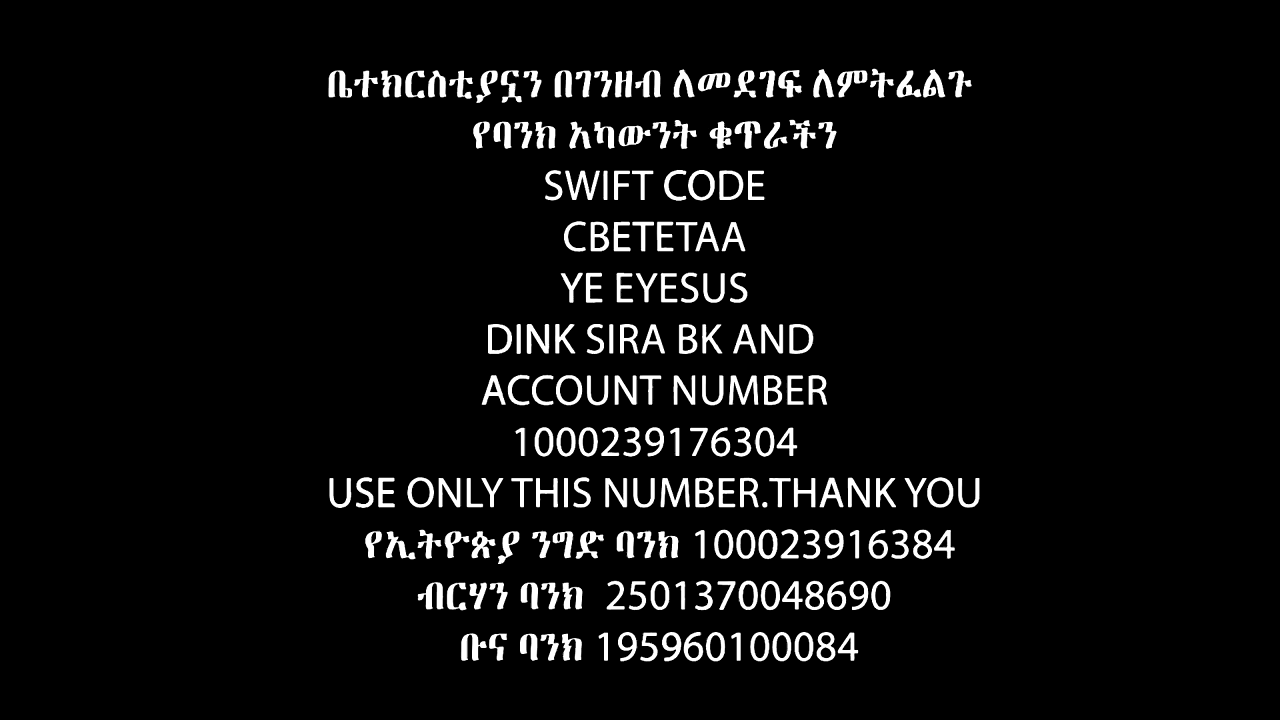 ቤተክርስቲያኗን በገንዘብ ለመደገፍ ለምትፈልጉ
የባንክ አካውንት ቁጥራችን
SWIFT CODE
CBETETAA
YE EYESUS
DINK SIRA BK AND
ACCOUNT NUMBER
1000239176304
USE ONLY THIS NUMBER.THANK YOU
የኢትዮጵያ ንግድ ባንክ 100023916384
ብርሃን ባንክ 2501370048690
ቡና ባንክ 195960100084